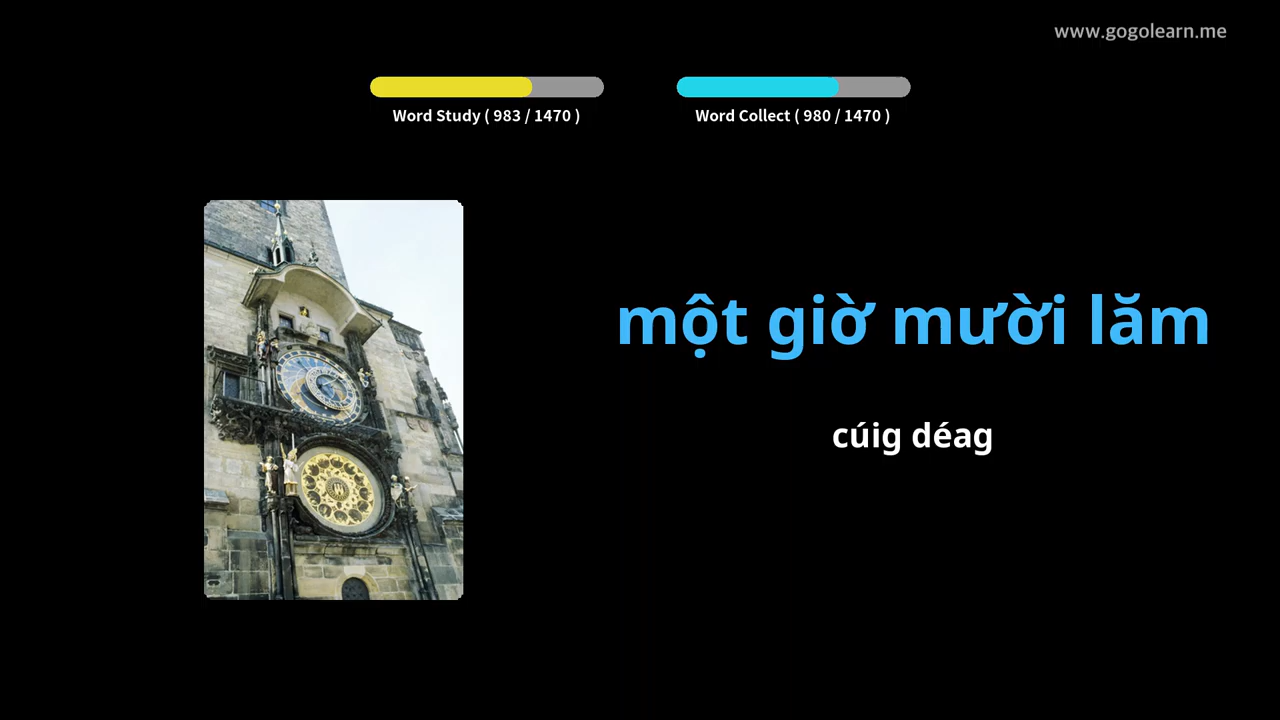 www.gogolearn.me
Word Study ( 983 / 1470 )
Word Collect ( 980 / 1470 )
một giờ mười lăm
cúig déag